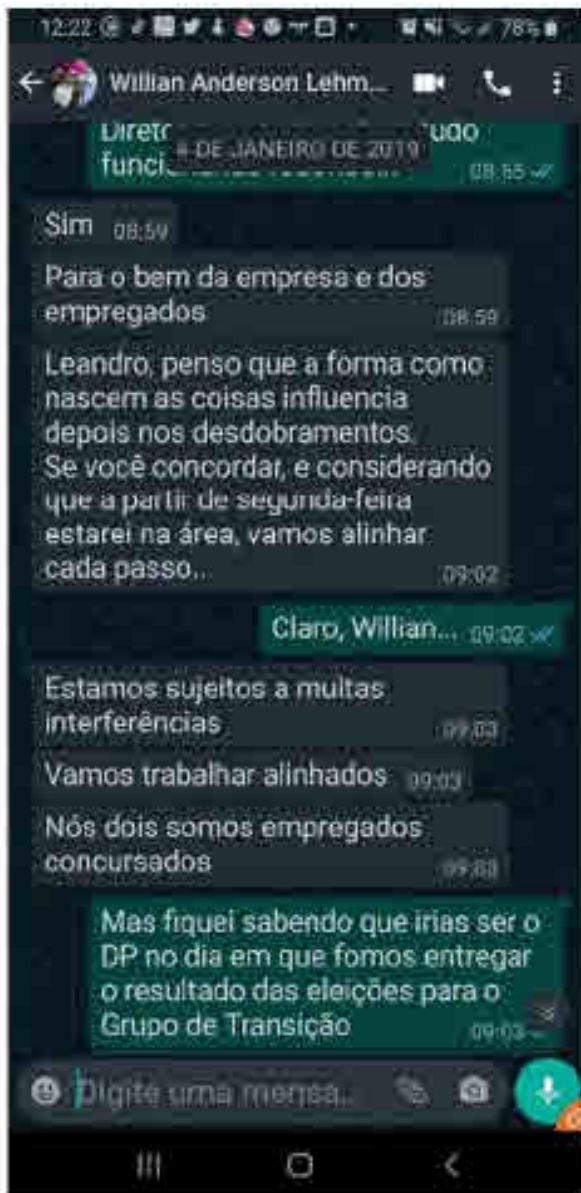 12:22 78%
Willian Anderson Lehm...
Diret udo
4 DE JANEIRO DE 2019
func
08:55
Sim 08:59
Para o bem da empresa e dos
empregados 08:59
Leandro, penso que a forma como
nascem as coisas influencia
depois nos desdobramentos.
Se você concordar, e considerando
que a partir de segunda-feira
estarei na área, vamos alinhar
cada passo... 09:02
Claro, Willian... 09:02
Estamos sujeitos a multas
interferências 09:03
Vamos trabalhar alinhados 09:03
Nós dois somos empregados
concursados 09:03
Mas fiquei sabendo que irias ser o
DP no dia em que fomos entregar
o resultado das eleições para o
Grupo de Transição 09:03
Digite uma mensa...